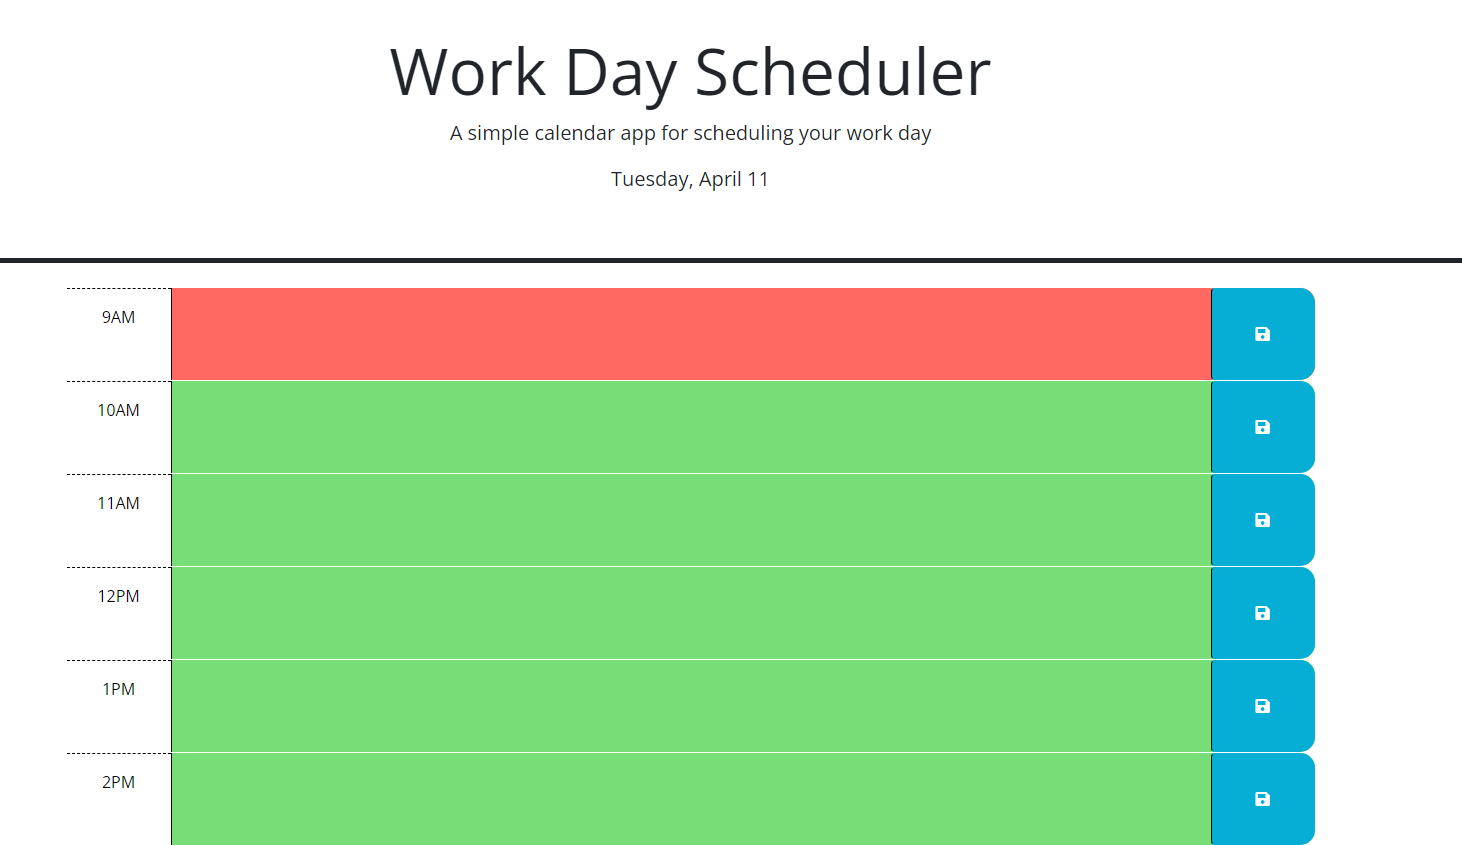 Work Day Scheduler
A simple calendar app for scheduling your work day
Tuesday, April 11
9AM
10AM
11AM
12PM
1PM
2PM